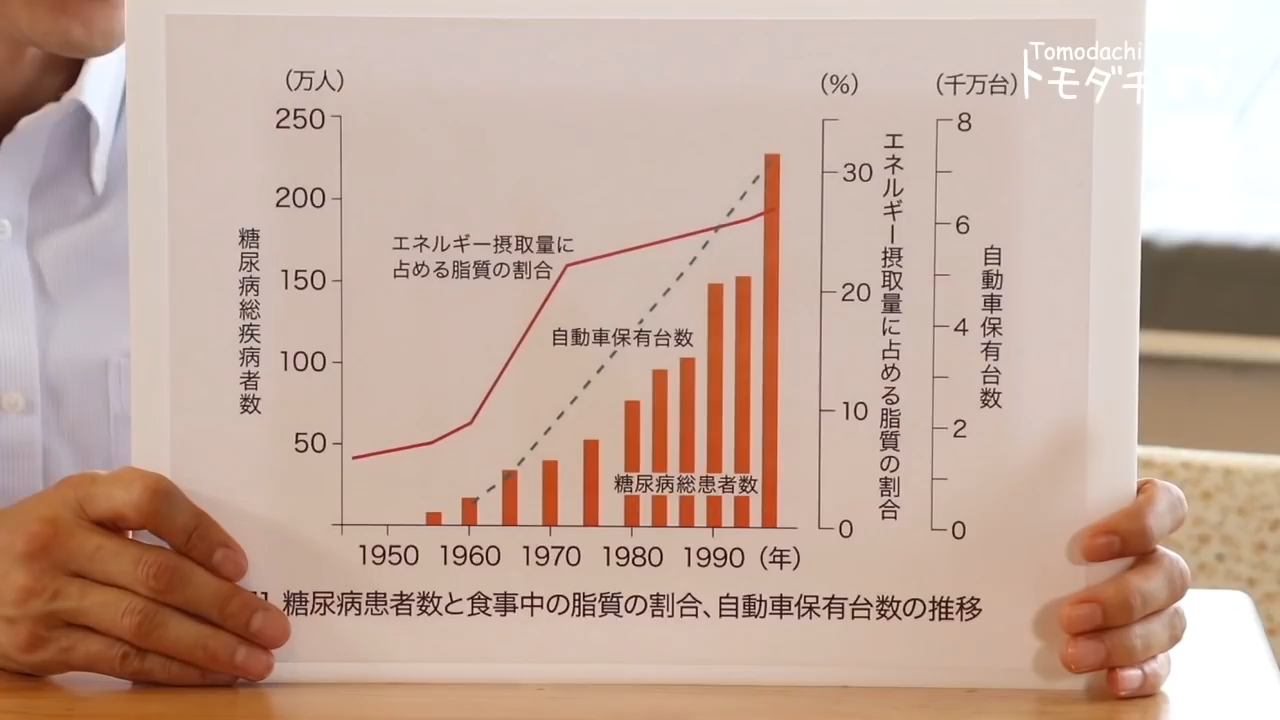 Tomodachi
トモダチTV
(万人)
(%)
(千万台)
250
200
150
100
50
糖尿病総疾病者数
エネルギー摂取量に
占める脂質の割合
自動車保有台数
糖尿病総患者数
30
20
10
0
エネルギー摂取量に占める脂質の割合
8
6
4
2
0
自動車保有台数
1950 1960 1970 1980 1990 (年)
1 糖尿病患者数と食事中の脂質の割合、自動車保有台数の推移